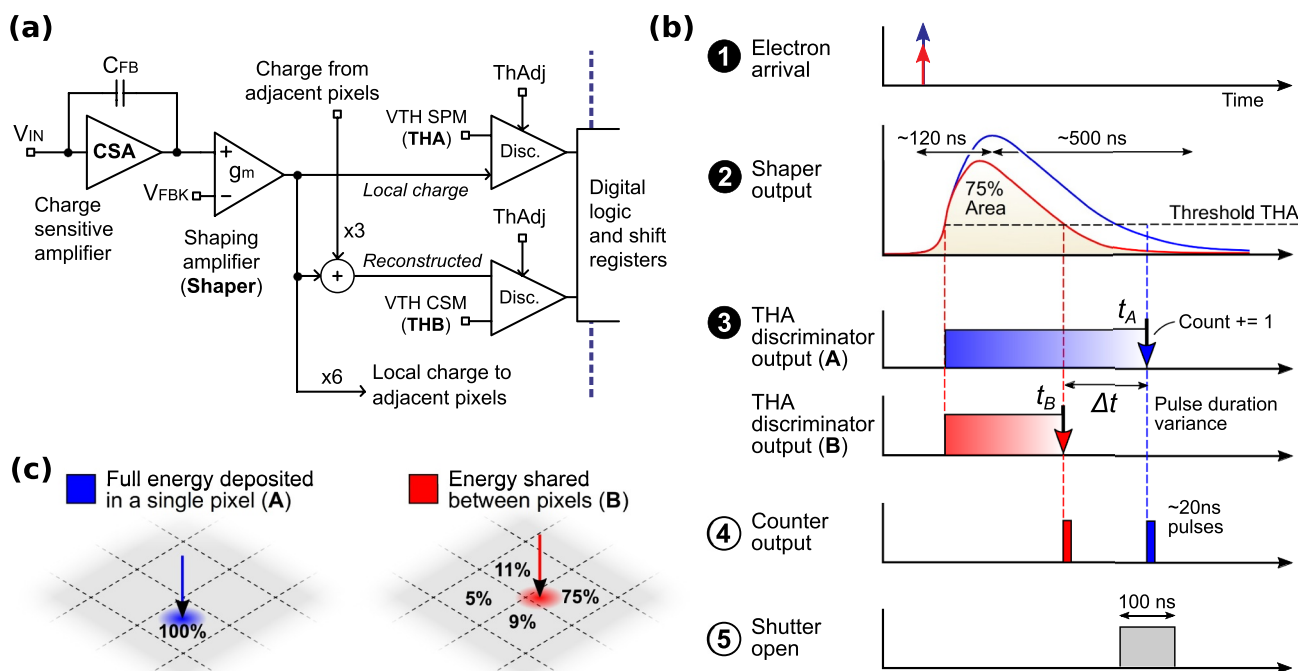 (a)
CFB
VIN
CSA
Charge
sensitive
amplifier
VFBK
+
gm
−
Shaping
amplifier
(Shaper)
Charge from
adjacent pixels
x3
+
ThAdj
VTH SPM
(THA)
Disc.
Local charge
ThAdj
Reconstructed
VTH CSM
(THB)
Disc.
Digital
logic
and shift
registers
x6
Local charge to
adjacent pixels
(b)
1
Electron
arrival
Time
2
Shaper
output
~120 ns
~500 ns
75%
Area
Threshold THA
3
THA
discriminator
output (A)
tA
Count += 1
THA
discriminator
output (B)
tB
Δt
Pulse duration
variance
4
Counter
output
~20ns
pulses
5
Shutter
open
100 ns
(c)
Full energy deposited
in a single pixel (A)
100%
Energy shared
between pixels (B)
11%
5%
75%
9%